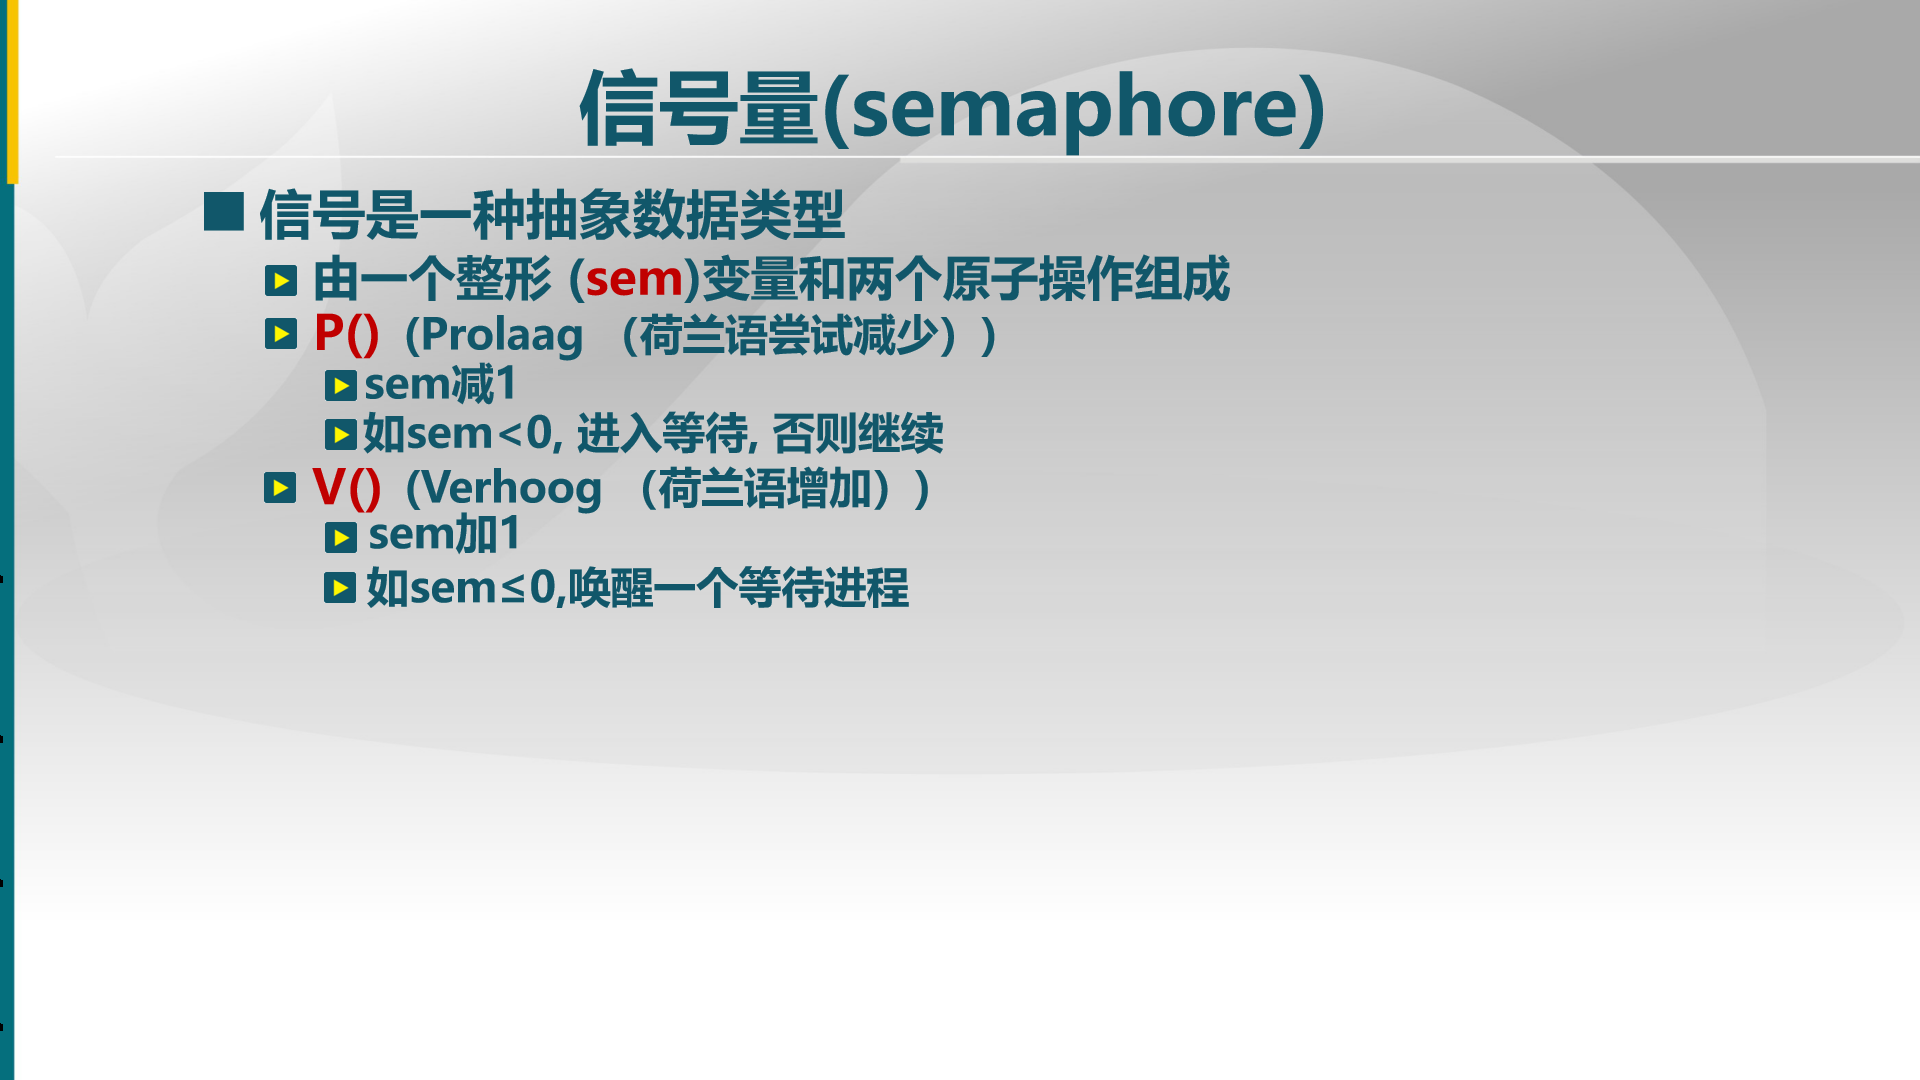 信号量(semaphore)
信号是一种抽象数据类型
由一个整形 (sem)变量和两个原子操作组成
P() (Prolaag （荷兰语尝试减少）)
sem减1
如sem<0, 进入等待, 否则继续
V() (Verhoog （荷兰语增加）)
sem加1
如sem≤0,唤醒一个等待进程